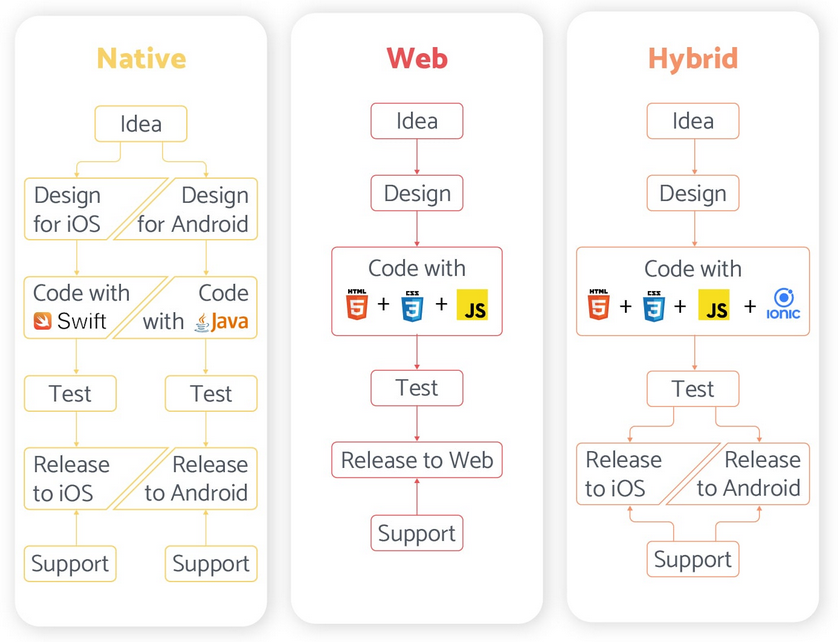 Native
Idea
Design
for iOS
Design
for Android
Code with
Swift
Code
with Java
Test
Test
Release
to iOS
Release
to Android
Support
Support
Web
Idea
Design
Code with
HTML 5 + CSS 3 + JS
Test
Release to Web
Support
Hybrid
Idea
Design
Code with
HTML 5 + CSS 3 + JS + IONIC
Test
Release
to iOS
Release
to Android
Support